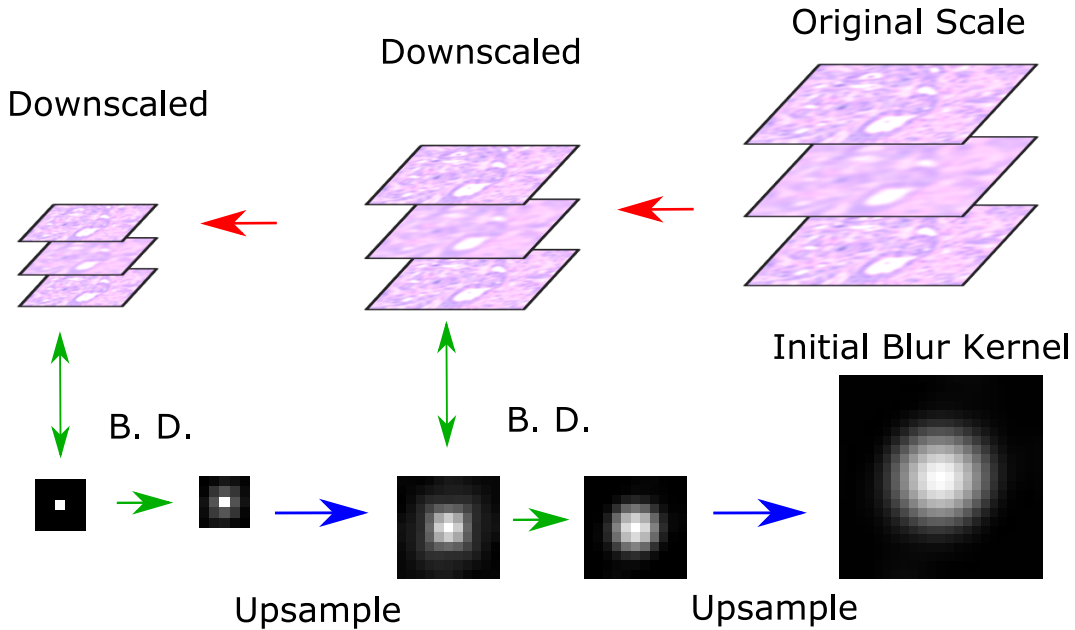 Original Scale
Downscaled
Downscaled
Initial Blur Kernel
B. D.
B. D.
Upsample
Upsample